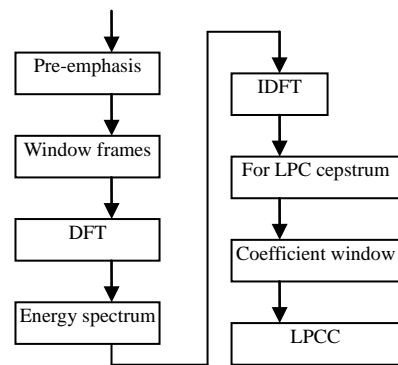 Pre-emphasis
Window frames
DFT
Energy spectrum
IDFT
For LPC cepstrum
Coefficient window
LPCC